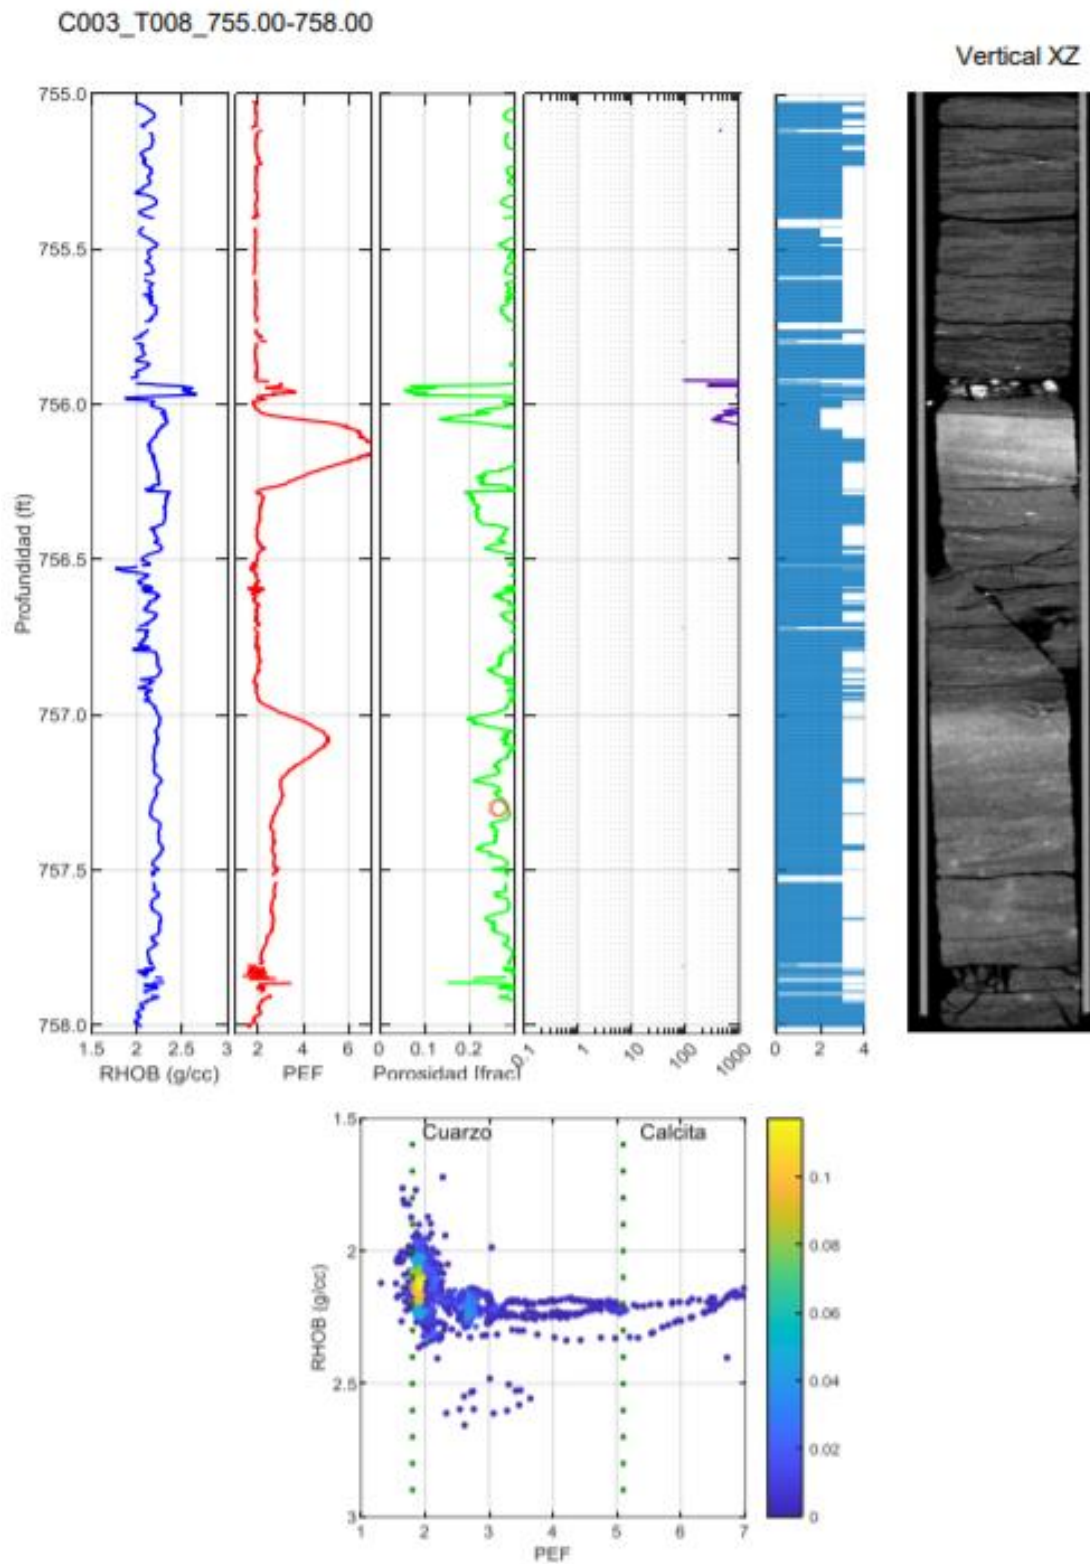 C003_T008_755.00-758.00
Vertical XZ
755.0
755.5
756.0
756.5
757.0
757.5
758.0
Profundidad (ft)
1.5 2 2.5 3 2 4 6 0 0.1 0.2 0.1 1 10 100 1000 0 2 4
RHOB (g/cc) PEF Porosidad [frac]
Cuarzo Calcita
1.5
2
2.5
3
RHOB (g/cc)
1 2 3 4 5 6 7
PEF
0.1
0.08
0.06
0.04
0.02
0